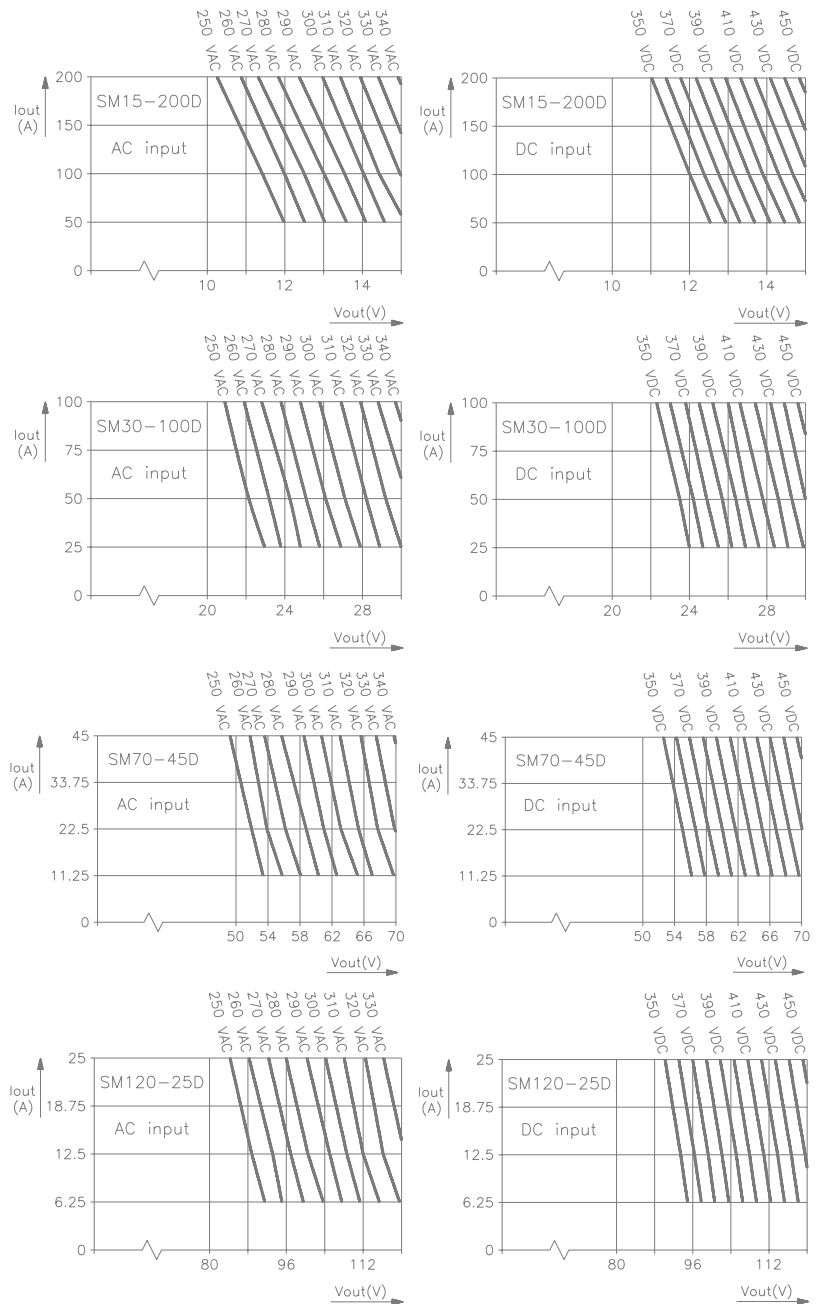 250 VAC
260 VAC
270 VAC
280 VAC
290 VAC
300 VAC
310 VAC
320 VAC
330 VAC
340 VAC
200
150
100
50
0
Iout
(A)
SM15-200D
AC input
10
12
14
Vout(V)
350 VDC
370 VDC
390 VDC
410 VDC
430 VDC
450 VDC
200
150
100
50
0
Iout
(A)
SM15-200D
DC input
10
12
14
Vout(V)
250 VAC
260 VAC
270 VAC
280 VAC
290 VAC
300 VAC
310 VAC
320 VAC
330 VAC
340 VAC
100
75
50
25
0
Iout
(A)
SM30-100D
AC input
20
24
28
Vout(V)
350 VDC
370 VDC
390 VDC
410 VDC
430 VDC
450 VDC
100
75
50
25
0
Iout
(A)
SM30-100D
DC input
20
24
28
Vout(V)
250 VAC
260 VAC
270 VAC
280 VAC
290 VAC
300 VAC
310 VAC
320 VAC
330 VAC
340 VAC
45
33.75
22.5
11.25
0
Iout
(A)
SM70-45D
AC input
50
54
58
62
66
70
Vout(V)
350 VDC
370 VDC
390 VDC
410 VDC
430 VDC
450 VDC
45
33.75
22.5
11.25
0
Iout
(A)
SM70-45D
DC input
50
54
58
62
66
70
Vout(V)
250 VAC
260 VAC
270 VAC
280 VAC
290 VAC
300 VAC
310 VAC
320 VAC
330 VAC
25
18.75
12.5
6.25
0
Iout
(A)
SM120-25D
AC input
80
96
112
Vout(V)
350 VDC
370 VDC
390 VDC
410 VDC
430 VDC
450 VDC
25
18.75
12.5
6.25
0
Iout
(A)
SM120-25D
DC input
80
96
112
Vout(V)